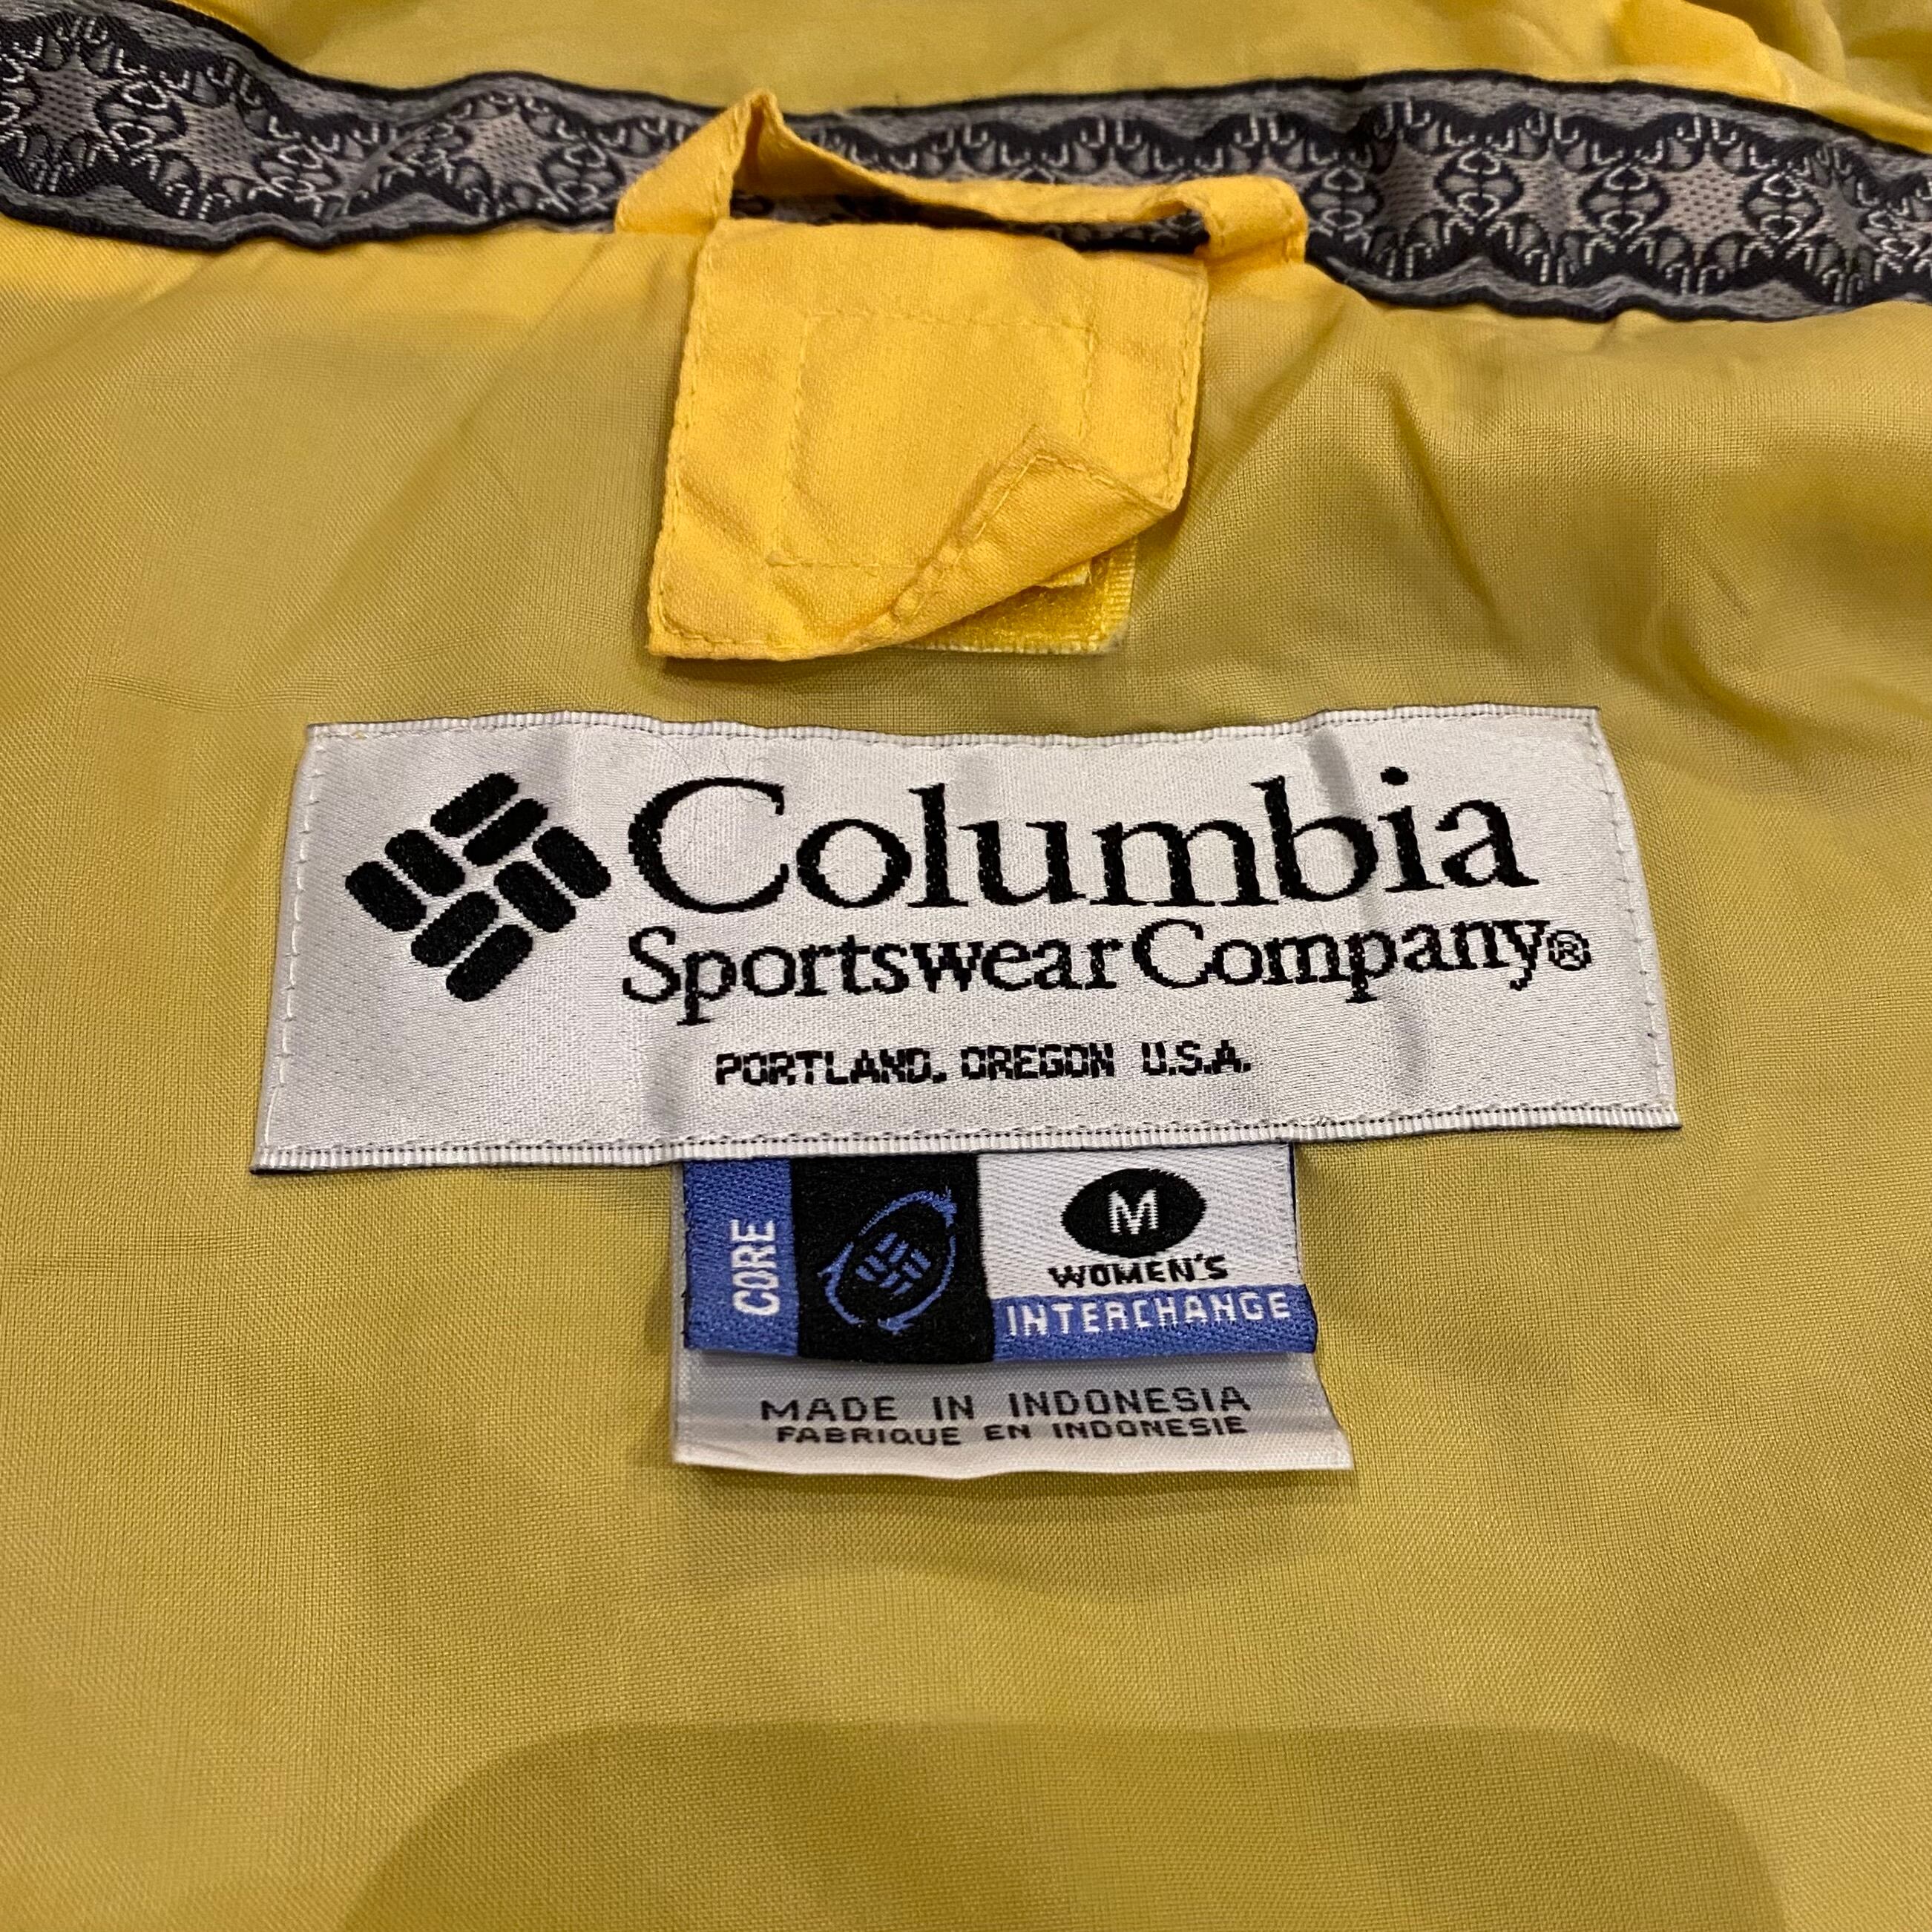 Columbia
Sportswear Company®
PORTLAND, OREGON U.S.A.
CORE
M
WOMEN'S
INTERCHANGE
MADE IN INDONESIA
FABRIQUE EN INDONESIE